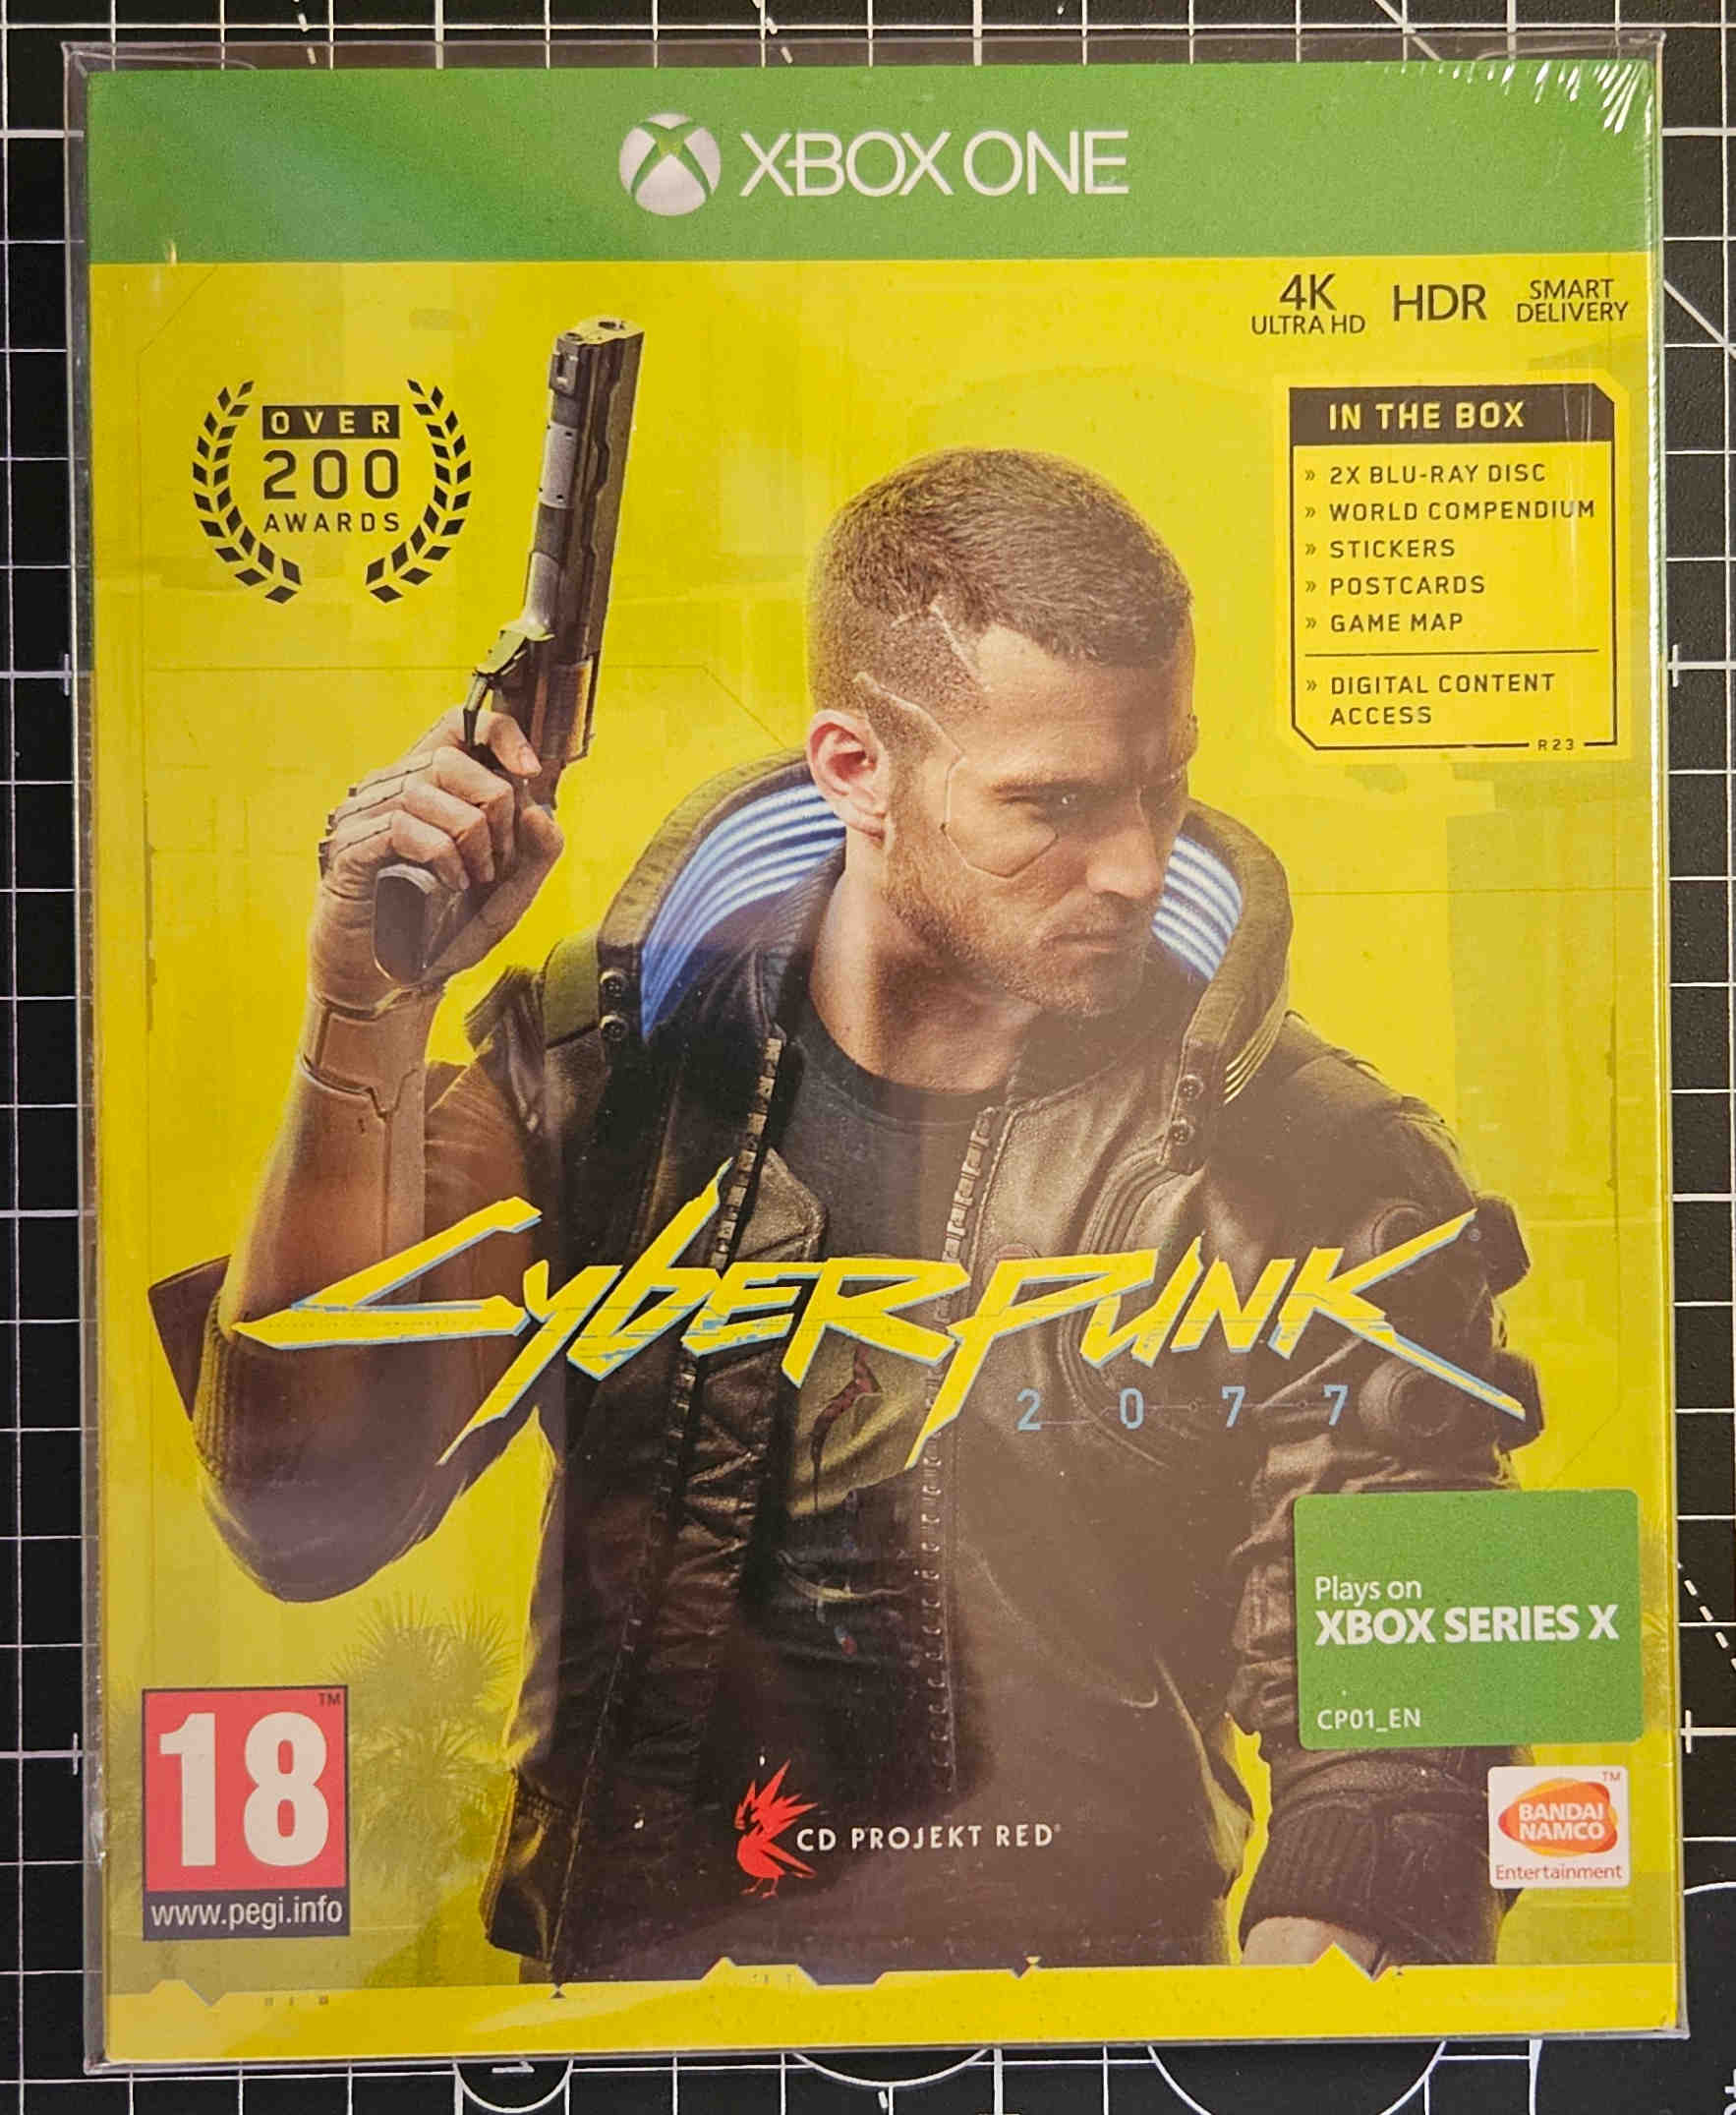 XBOX ONE
4K
ULTRA HD
HDR
SMART
DELIVERY
OVER
200
AWARDS
IN THE BOX
» 2X BLU-RAY DISC
» WORLD COMPENDIUM
» STICKERS
» POSTCARDS
» GAME MAP
» DIGITAL CONTENT
ACCESS
R23
CYBERPUNK
2077
Plays on
XBOX SERIES X
CP01_EN
18™
www.pegi.info
CD PROJEKT RED®
BANDAI™
NAMCO
Entertainment